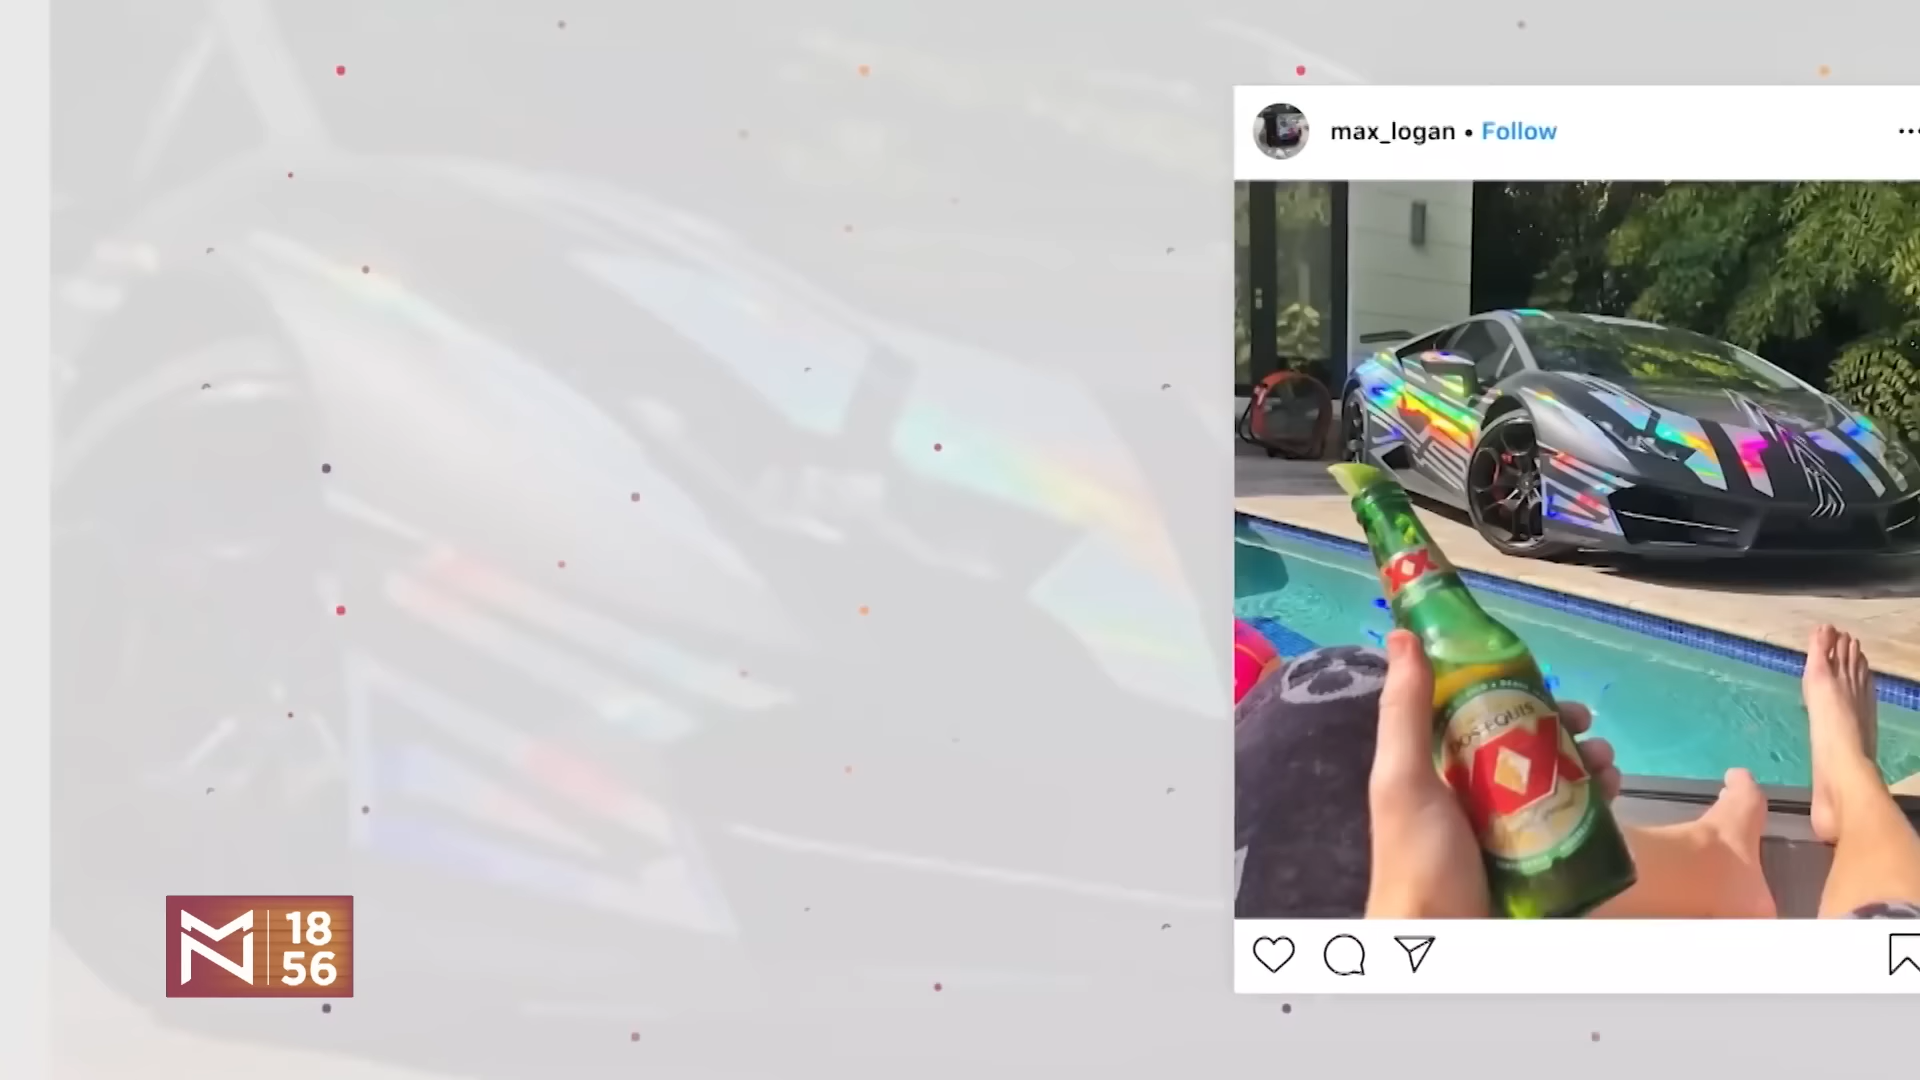 max_logan • Follow
XX
DOS EQUIS
XX
18
56